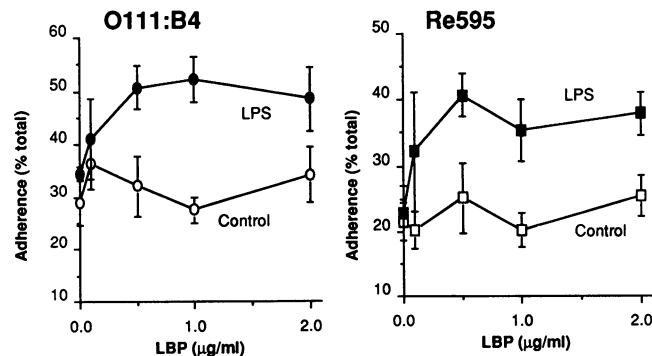 O111:B4
Re595
Adherence (% total)
60
50
40
30
20
10
LPS
Control
0.0
1.0
2.0
LBP (μg/ml)
Adherence (% total)
50
40
30
20
10
LPS
Control
0.0
1.0
2.0
LBP (μg/ml)